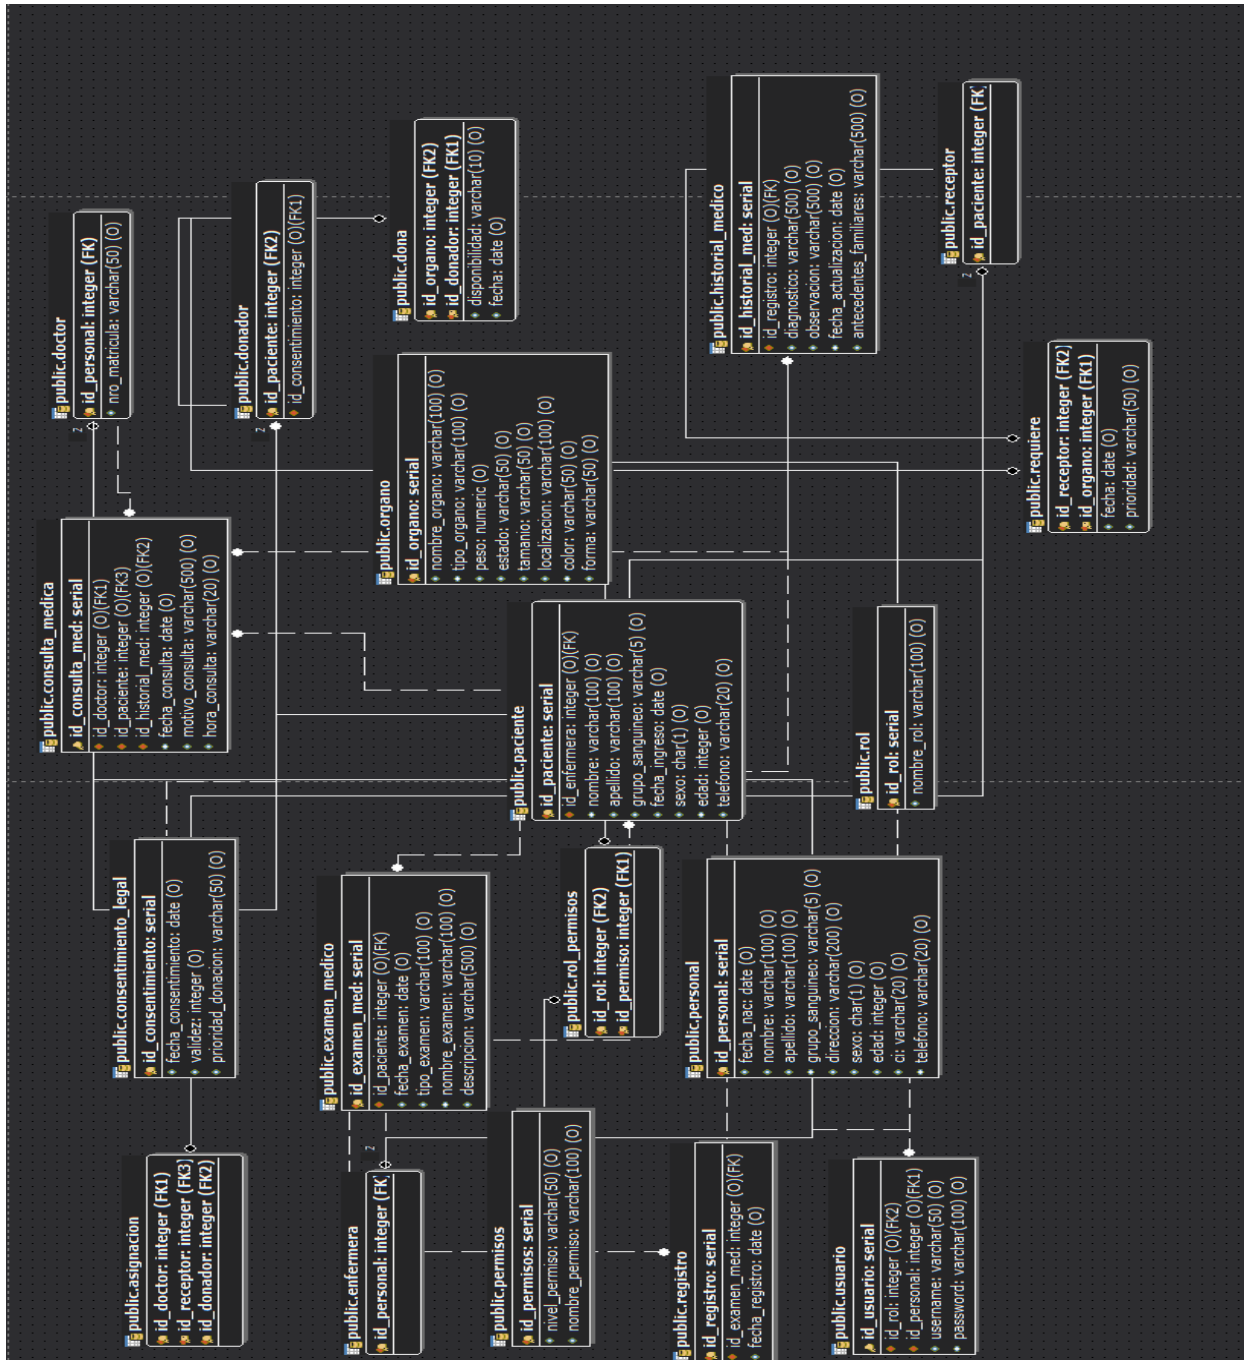 public.doctor
id_personal: integer (FK)
nro_matricula: varchar(50) (O)
public.donador
id_paciente: integer (FK2)
id_consentimiento: integer (O)(FK1)
public.dona
id_organo: integer (FK2)
id_donador: integer (FK1)
disponibilidad: varchar(10) (O)
fecha: date (O)
public.historial_medico
id_historial_med: serial
id_registro: integer (O)(FK)
diagnostico: varchar(500) (O)
observacion: varchar(500) (O)
fecha_actualizacion: date (O)
antecedentes_familiares: varchar(500) (O)
public.receptor
id_paciente: integer (FK)
2
2
2
public.consulta_medica
id_consulta_med: serial
id_doctor: integer (O)(FK1)
id_paciente: integer (O)(FK3)
id_historial_med: integer (O)(FK2)
fecha_consulta: date (O)
motivo_consulta: varchar(500) (O)
hora_consulta: varchar(20) (O)
public.organo
id_organo: serial
nombre_organo: varchar(100) (O)
tipo_organo: varchar(100) (O)
peso: numeric (O)
estado: varchar(50) (O)
tamanio: varchar(50) (O)
localizacion: varchar(100) (O)
color: varchar(50) (O)
forma: varchar(50) (O)
public.requiere
id_receptor: integer (FK2)
id_organo: integer (FK1)
fecha: date (O)
prioridad: varchar(50) (O)
public.paciente
id_paciente: serial
id_enfermera: integer (O)(FK)
nombre: varchar(100) (O)
apellido: varchar(100) (O)
grupo_sanguineo: varchar(5) (O)
fecha_ingreso: date (O)
sexo: char(1) (O)
edad: integer (O)
telefono: varchar(20) (O)
public.rol
id_rol: serial
nombre_rol: varchar(100) (O)
public.consentimiento_legal
id_consentimiento: serial
fecha_consentimiento: date (O)
validez: integer (O)
prioridad_donacion: varchar(50) (O)
public.examen_medico
id_examen_med: serial
id_paciente: integer (O)(FK)
fecha_examen: date (O)
tipo_examen: varchar(100) (O)
nombre_examen: varchar(100) (O)
descripcion: varchar(500) (O)
public.rol_permisos
id_rol: integer (FK2)
id_permiso: integer (FK1)
public.personal
id_personal: serial
fecha_nac: date (O)
nombre: varchar(100) (O)
apellido: varchar(100) (O)
grupo_sanguineo: varchar(5) (O)
direccion: varchar(200) (O)
sexo: char(1) (O)
edad: integer (O)
ci: varchar(20) (O)
telefono: varchar(20) (O)
2
public.asignacion
id_doctor: integer (FK1)
id_receptor: integer (FK3)
id_donador: integer (FK2)
public.enfermera
id_personal: integer (FK)
public.permisos
id_permisos: serial
nivel_permiso: varchar(50) (O)
nombre_permiso: varchar(100) (O)
public.registro
id_registro: serial
id_examen_med: integer (O)(FK)
fecha_registro: date (O)
public.usuario
id_usuario: serial
id_rol: integer (O)(FK2)
id_personal: integer (O)(FK1)
username: varchar(50) (O)
password: varchar(100) (O)